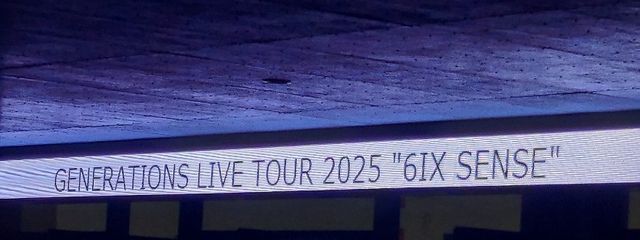 GENERATIONS LIVE TOUR 2025 "6IX SENSE"